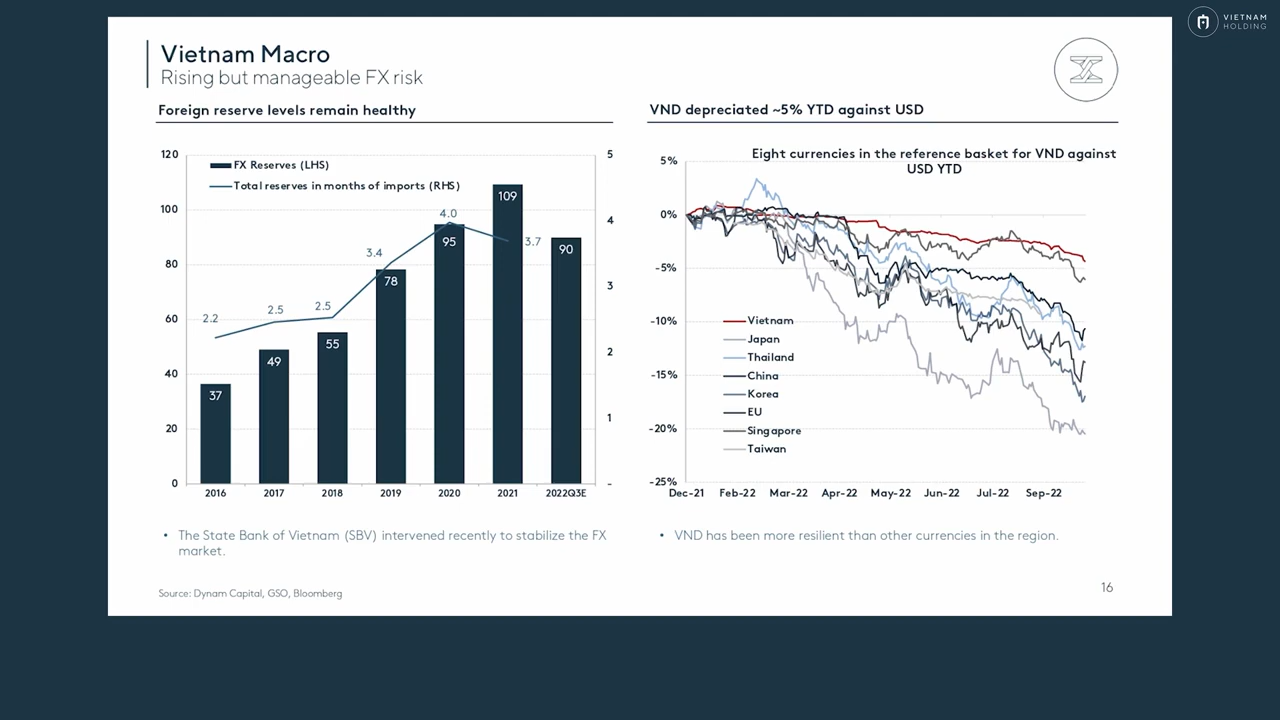 VIETNAM
HOLDING
Vietnam Macro
Rising but manageable FX risk
Foreign reserve levels remain healthy
120
100
80
60
40
20
0
FX Reserves (LHS)
Total reserves in months of imports (RHS)
5
4
3
2
1
-
2.2
2.5
2.5
3.4
4.0
3.7
37
49
55
78
95
109
90
2016
2017
2018
2019
2020
2021
2022Q3E
• The State Bank of Vietnam (SBV) intervened recently to stabilize the FX
market.
VND depreciated ~5% YTD against USD
Eight currencies in the reference basket for VND against
USD YTD
5%
0%
-5%
-10%
-15%
-20%
-25%
Vietnam
Japan
Thailand
China
Korea
EU
Singapore
Taiwan
Dec-21
Feb-22
Mar-22
Apr-22
May-22
Jun-22
Jul-22
Sep-22
• VND has been more resilient than other currencies in the region.
Source: Dynam Capital, GSO, Bloomberg
16